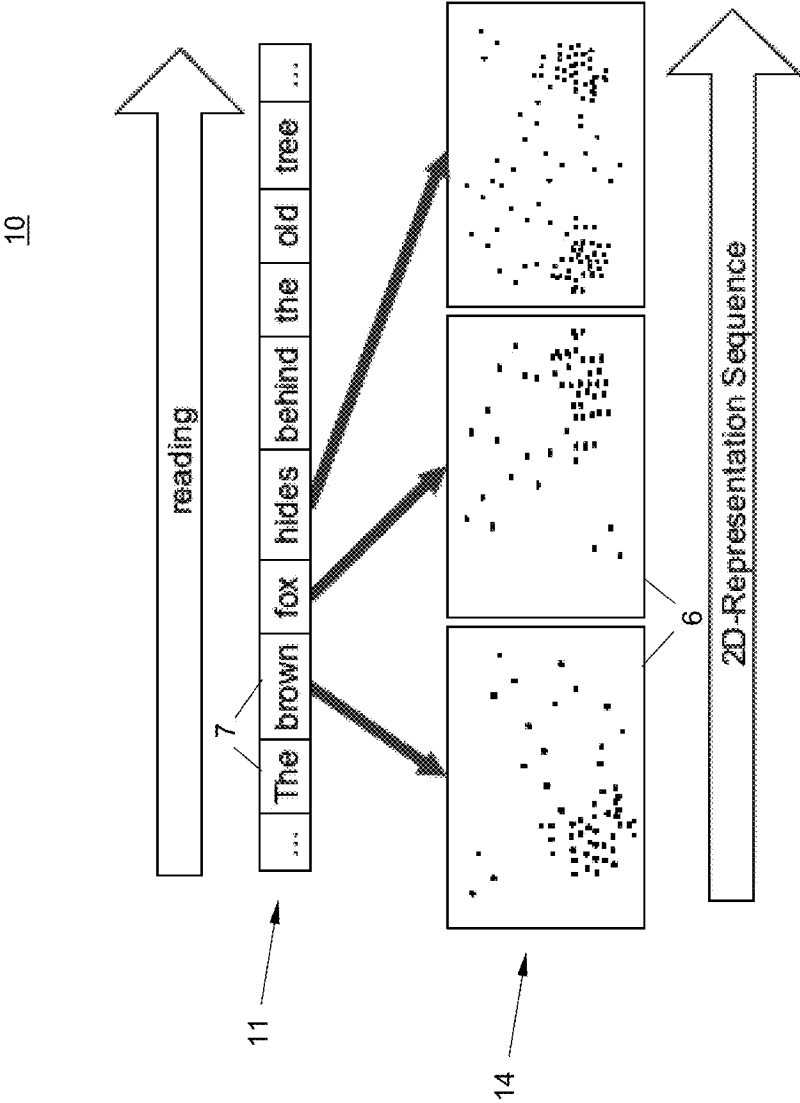 10
reading
... The brown fox hides behind the old tree ...
7
11
14
6
2D-Representation Sequence